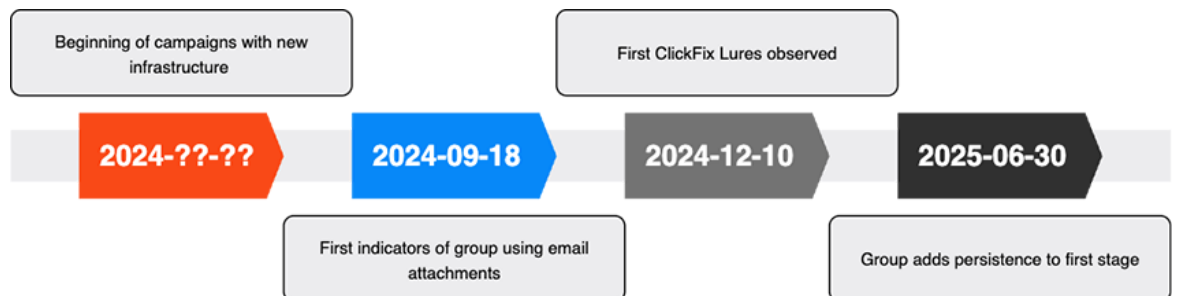 Beginning of campaigns with new
infrastructure
First ClickFix Lures observed
2024-??-??
2024-09-18
2024-12-10
2025-06-30
First indicators of group using email
attachments
Group adds persistence to first stage